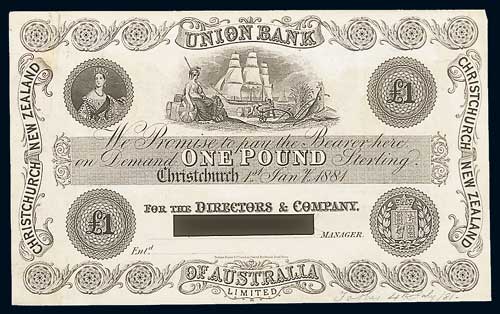 UNION BANK
CHRISTCHURCH NEW ZEALAND
CHRISTCHURCH NEW ZEALAND
£1
We Promise to pay the Bearer here
on Demand ONE POUND Sterling.
Christchurch 1st Jany. 1881
FOR THE DIRECTORS & COMPANY.
£1
MANAGER.
Entd.
OF AUSTRALIA
LIMITED